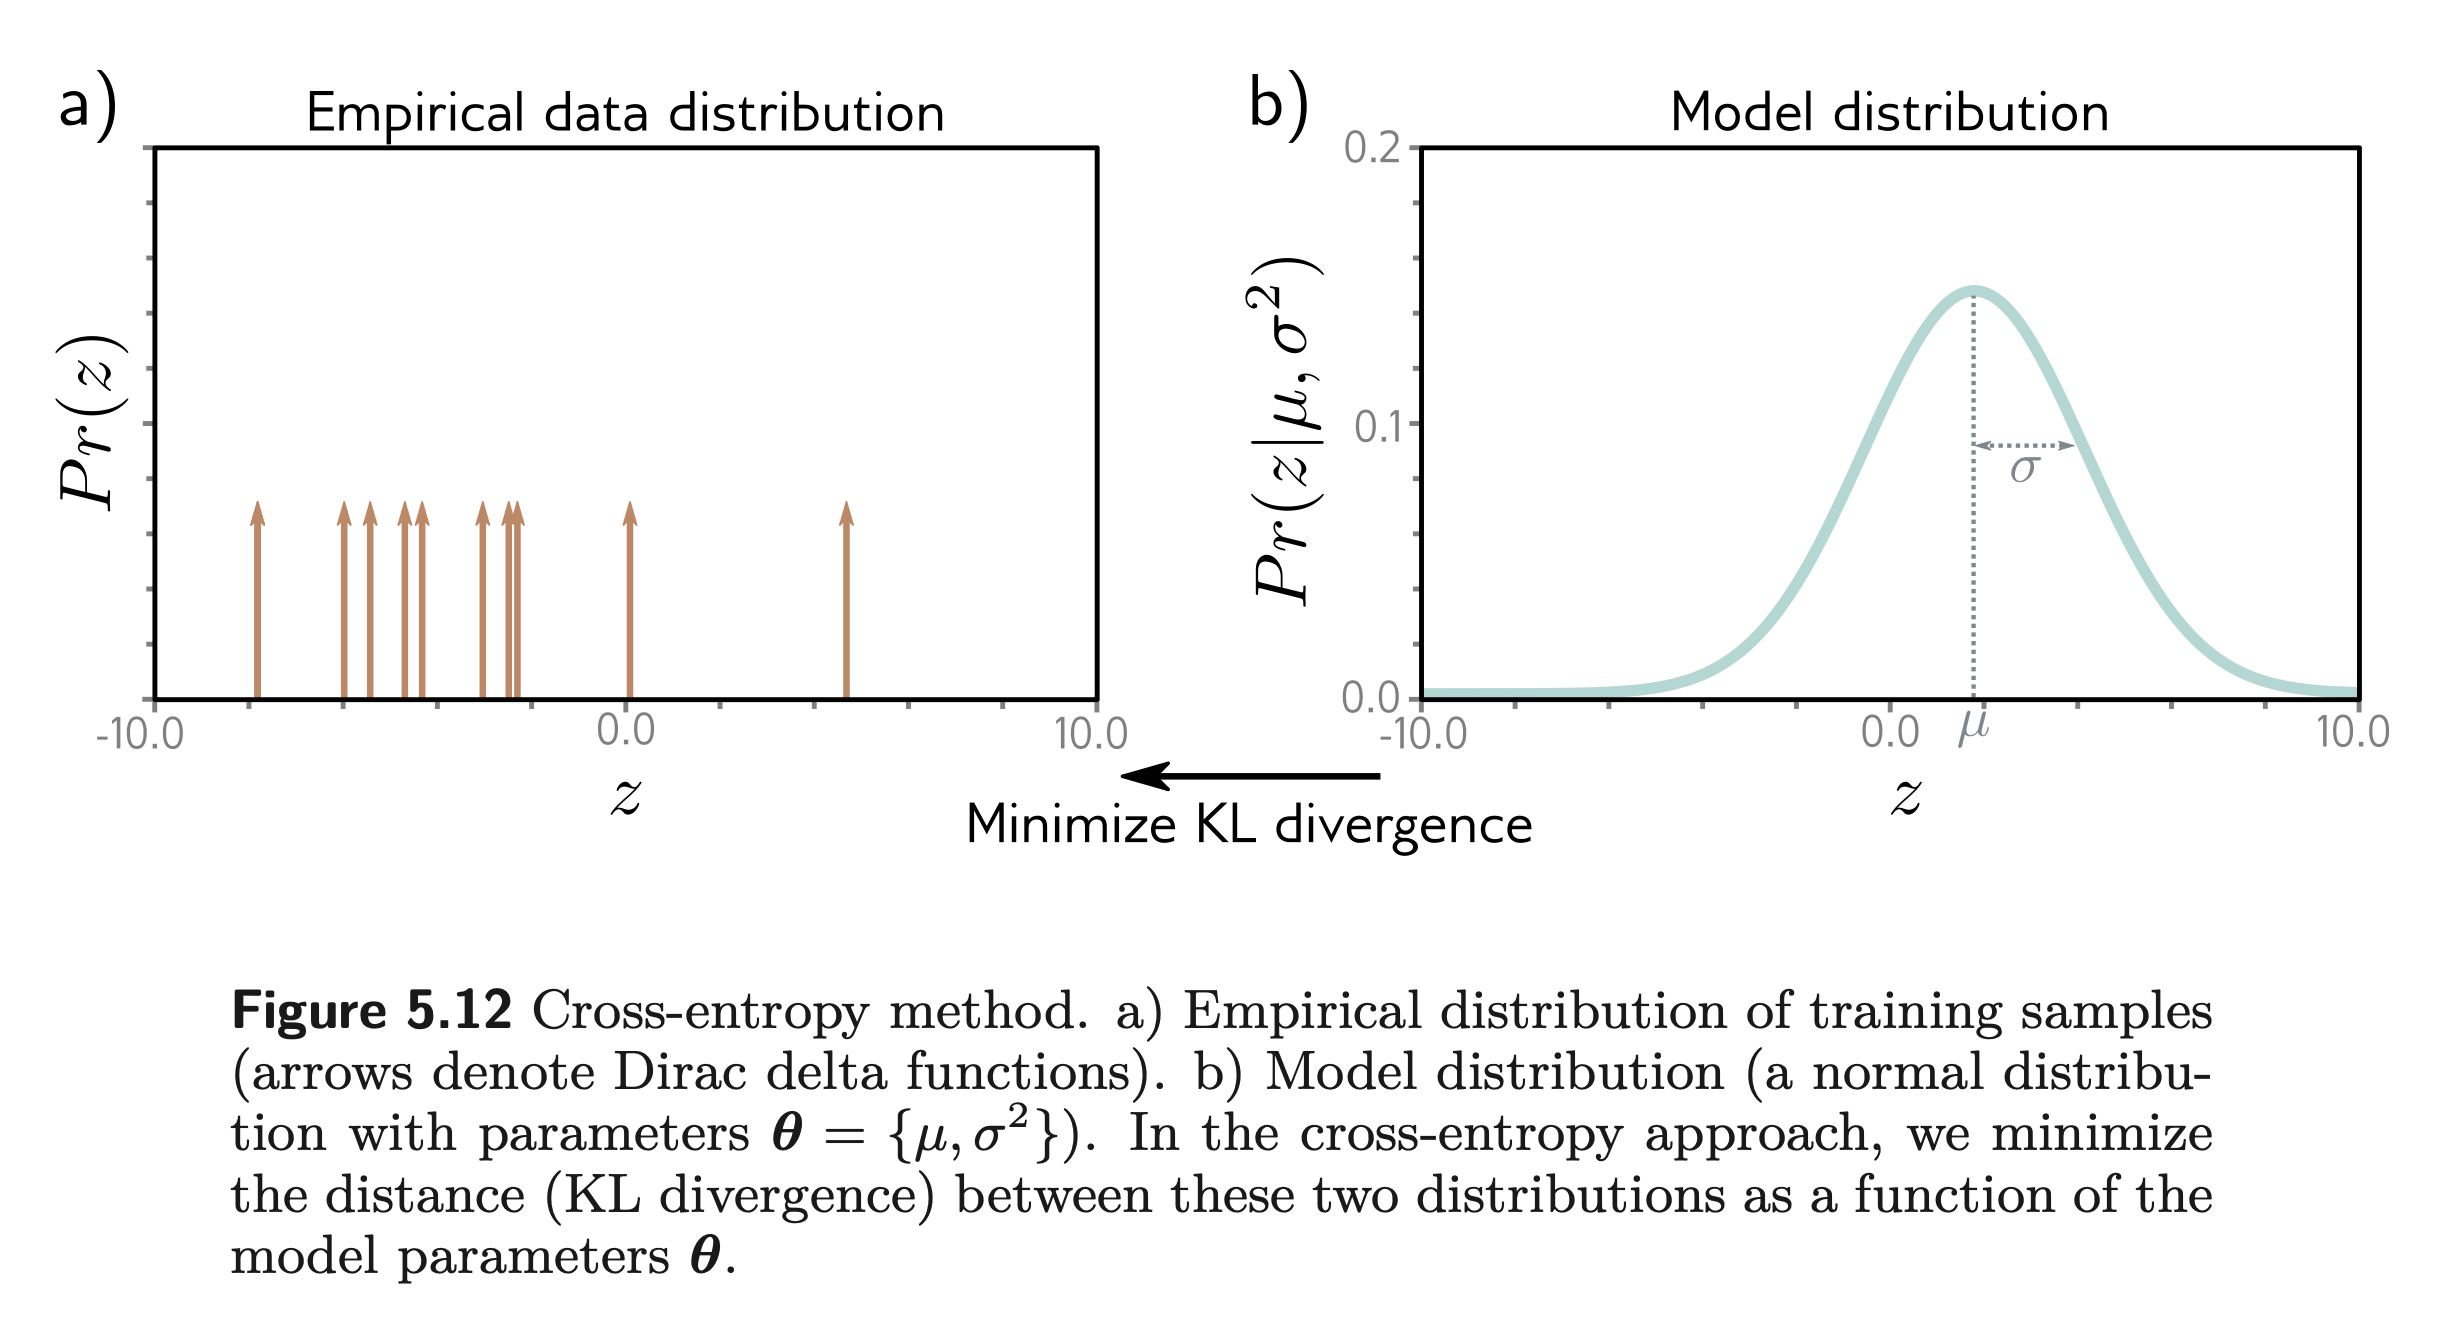 a)
Empirical data distribution
Pr(z)
-10.0
0.0
10.0
z
b)
Model distribution
Pr(z|μ, σ²)
0.2
0.1
0.0
σ
-10.0
0.0
μ
10.0
z
Minimize KL divergence
Figure 5.12 Cross-entropy method. a) Empirical distribution of training samples
(arrows denote Dirac delta functions). b) Model distribution (a normal distribu-
tion with parameters θ = {μ, σ²}). In the cross-entropy approach, we minimize
the distance (KL divergence) between these two distributions as a function of the
model parameters θ.